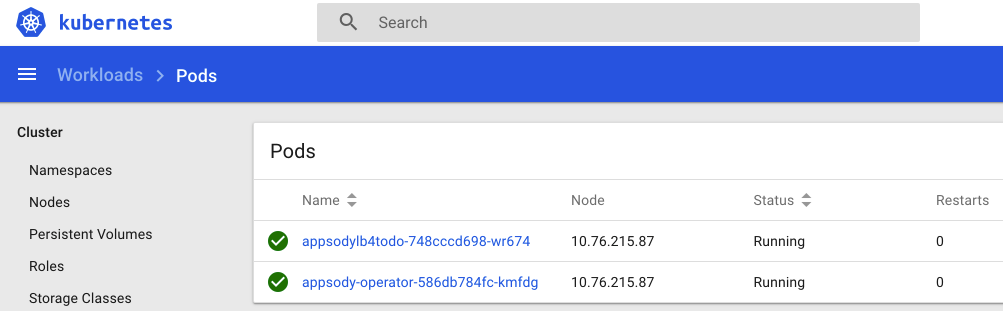 kubernetes
Search
Workloads > Pods
Cluster
Namespaces
Nodes
Persistent Volumes
Roles
Storage Classes
Pods
Name Node Status Restarts
appsodylb4todo-748cccd698-wr674 10.76.215.87 Running 0
appsody-operator-586db784fc-kmfdg 10.76.215.87 Running 0